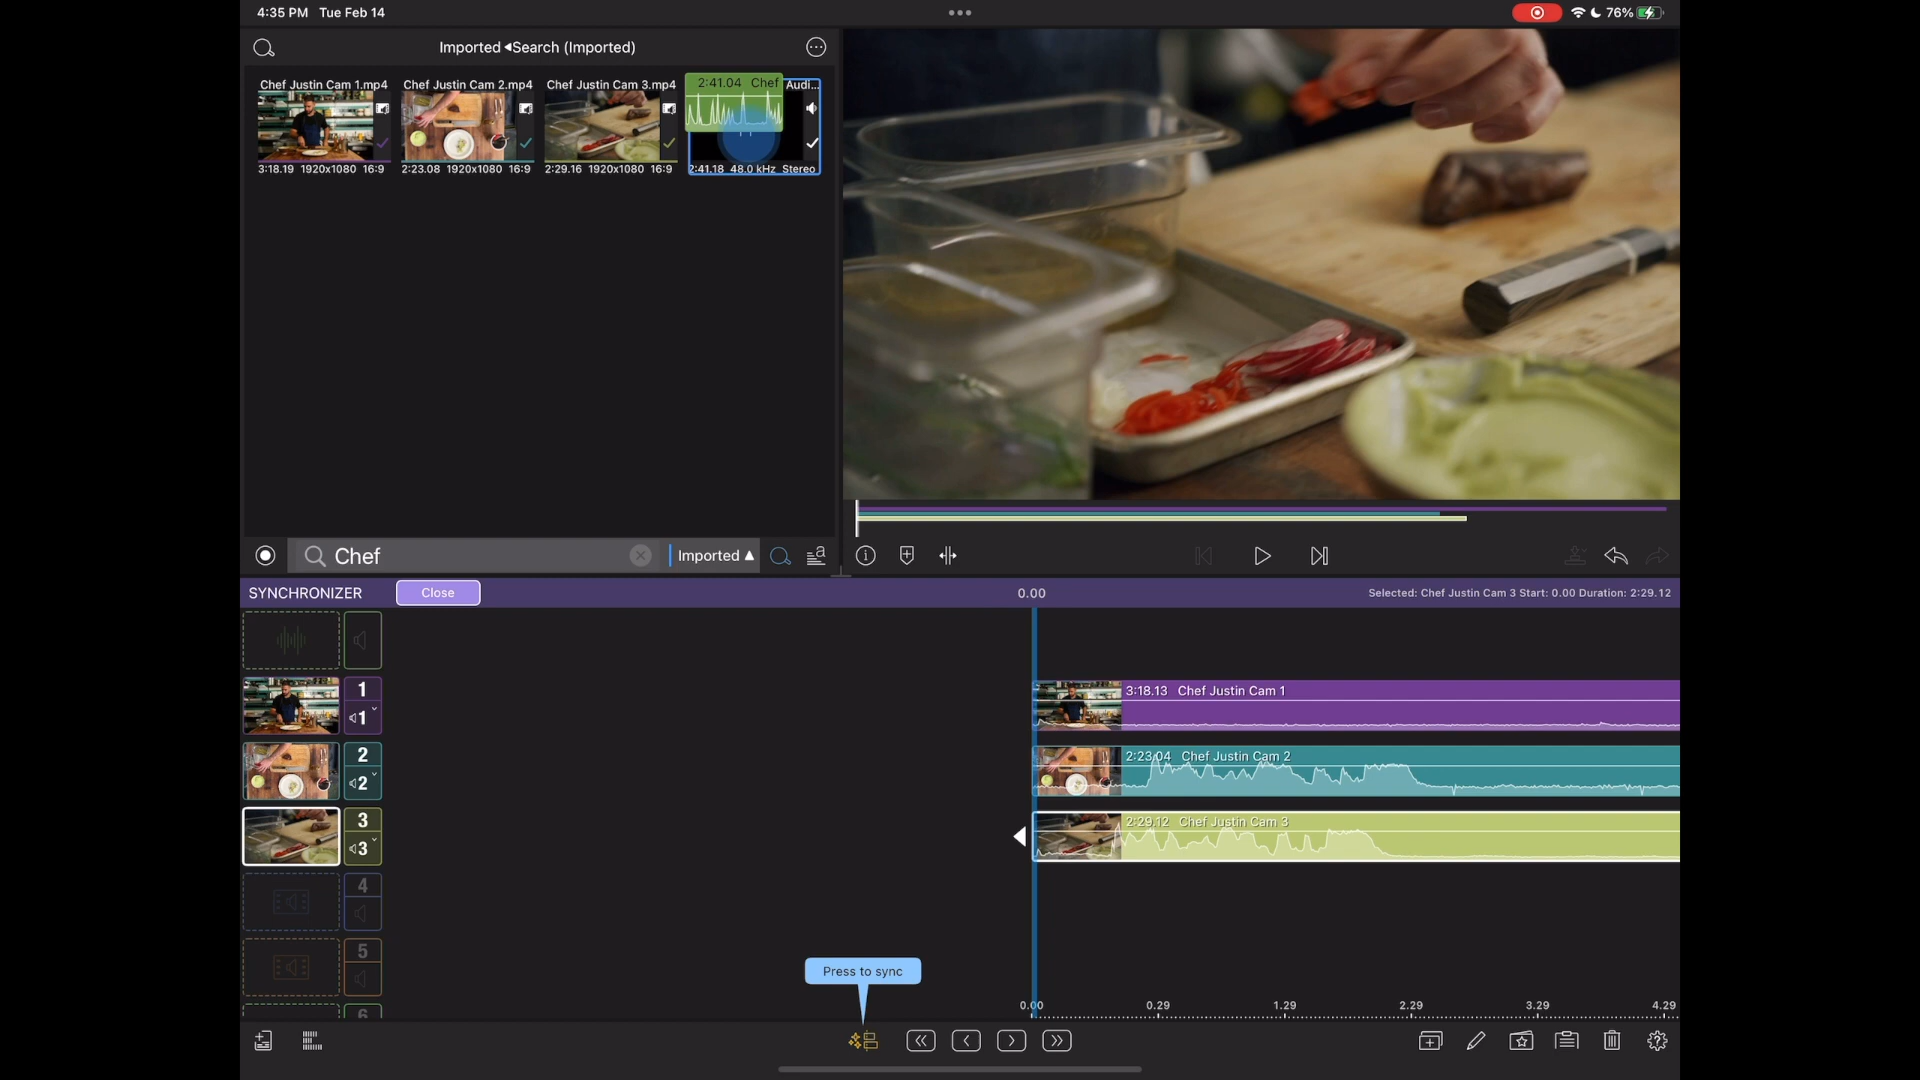 4:35 PM Tue Feb 14
76%
Imported ◂Search (Imported)
Chef Justin Cam 1.mp4
3:18.19 1920x1080 16:9
Chef Justin Cam 2.mp4
2:23.08 1920x1080 16:9
Chef Justin Cam 3.mp4
2:29.16 1920x1080 16:9
2:41.04 Chef
Audi...
2:41.18 48.0 kHz Stereo
Chef
Imported ▲
SYNCHRONIZER
Close
0.00
Selected: Chef Justin Cam 3 Start: 0.00 Duration: 2:29.12
1
1
3:18.13 Chef Justin Cam 1
2
2
2:23.04 Chef Justin Cam 2
3
3
2:29.12 Chef Justin Cam 3
4
5
6
Press to sync
0.00 0.29 1.29 2.29 3.29 4.29